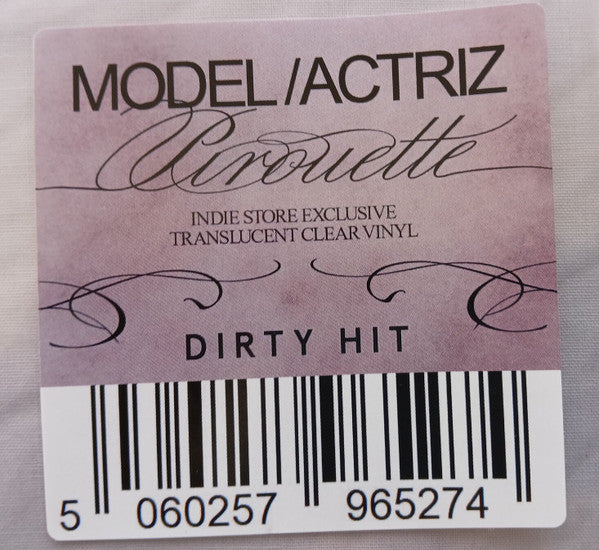 MODEL/ACTRIZ
Pirouette
INDIE STORE EXCLUSIVE
TRANSLUCENT CLEAR VINYL
DIRTY HIT
5 060257 965274